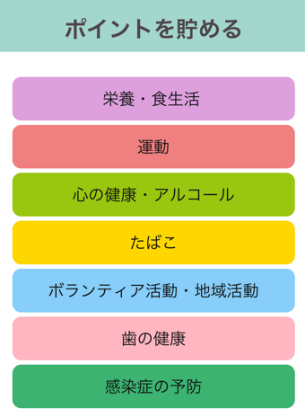 ポイントを貯める
栄養・食生活
運動
心の健康・アルコール
たばこ
ボランティア活動・地域活動
歯の健康
感染症の予防